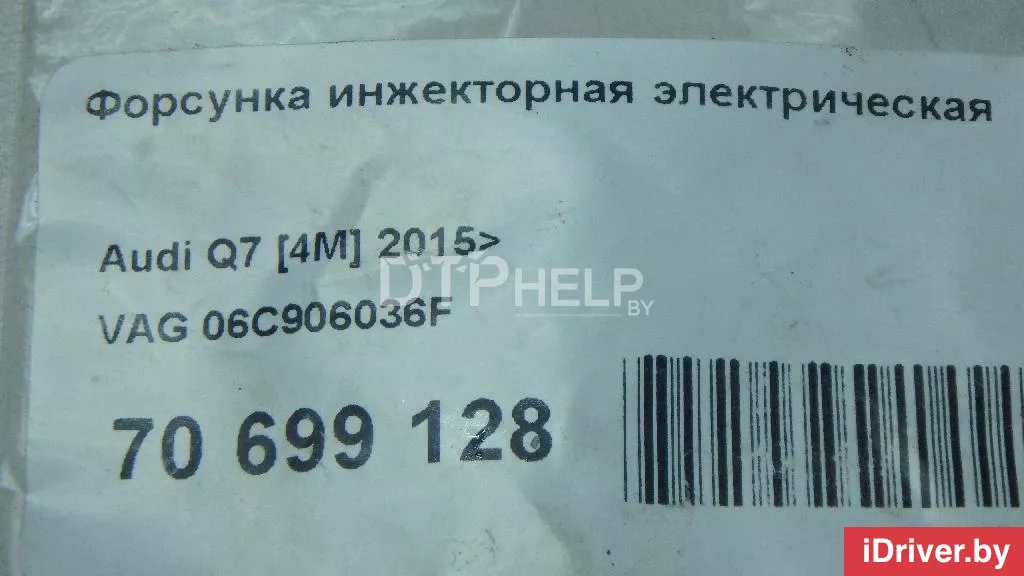 Форсунка инжекторная электрическая
Audi Q7 [4M] 2015>
DTPHELP.BY
VAG 06C906036F
70 699 128
iDriver.by